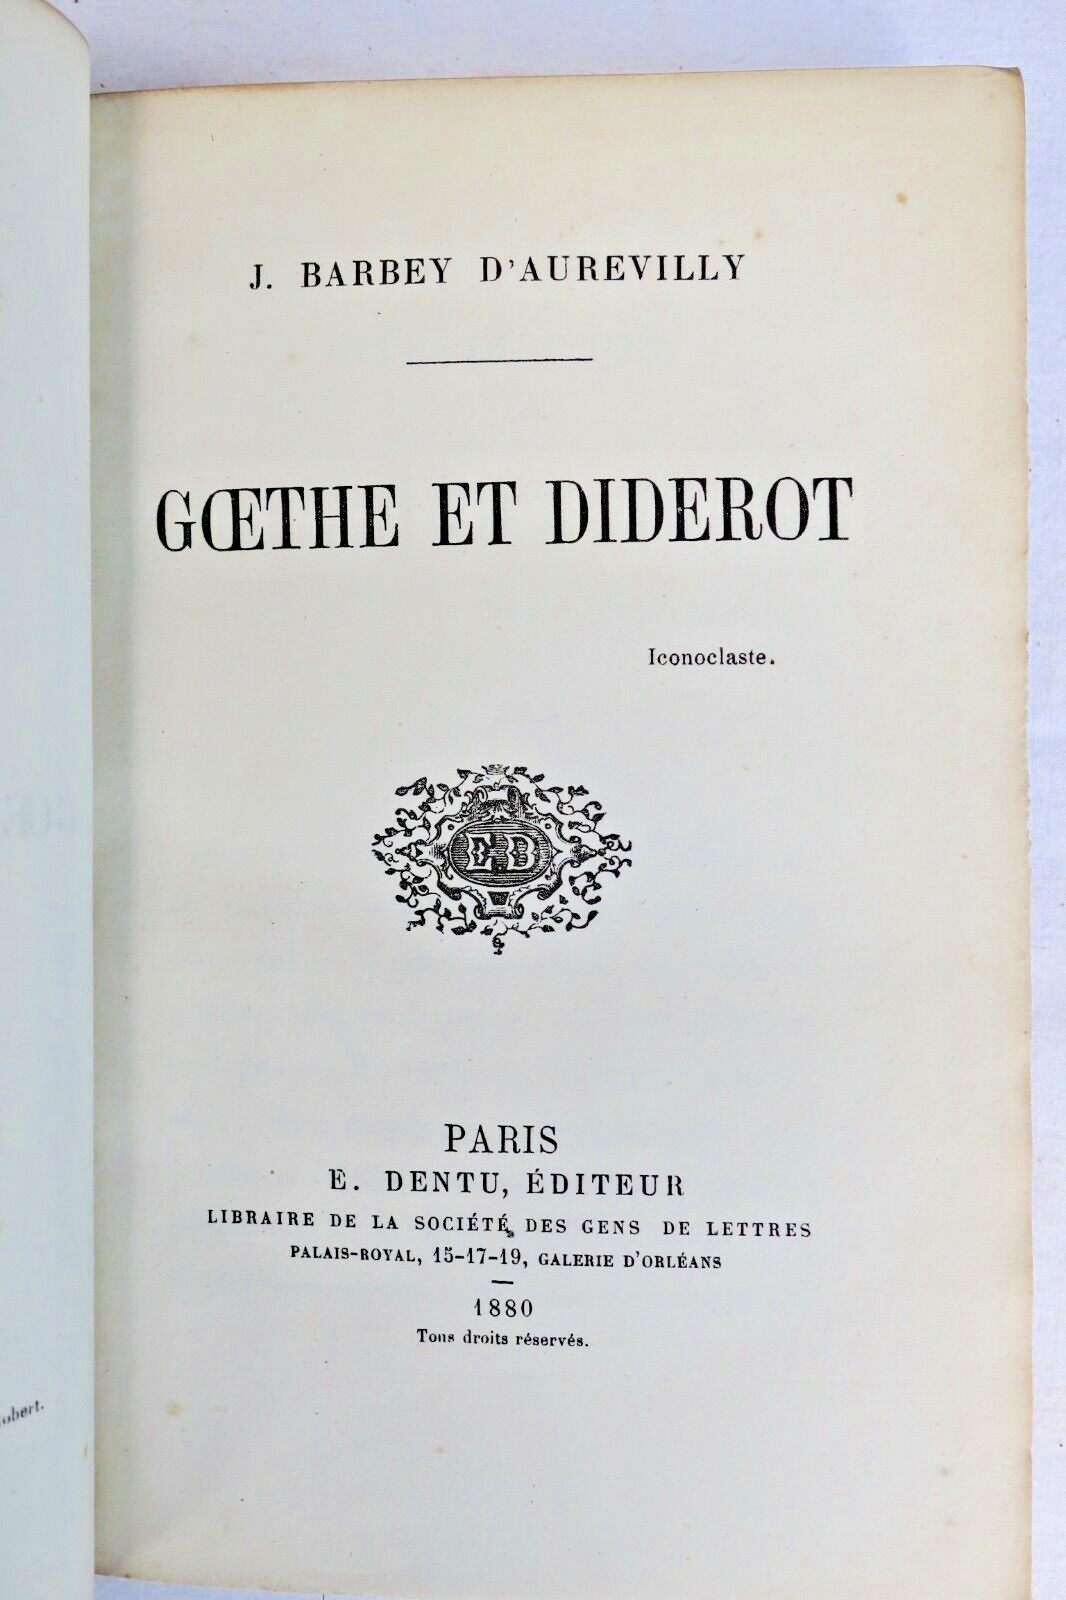 J. BARBEY D'AUREVILLY
GŒTHE ET DIDEROT
Iconoclaste.
ED
PARIS
E. DENTU, ÉDITEUR
LIBRAIRE DE LA SOCIÉTÉ DES GENS DE LETTRES
PALAIS-ROYAL, 15-17-19, GALERIE D'ORLÉANS
1880
Tous droits réservés.